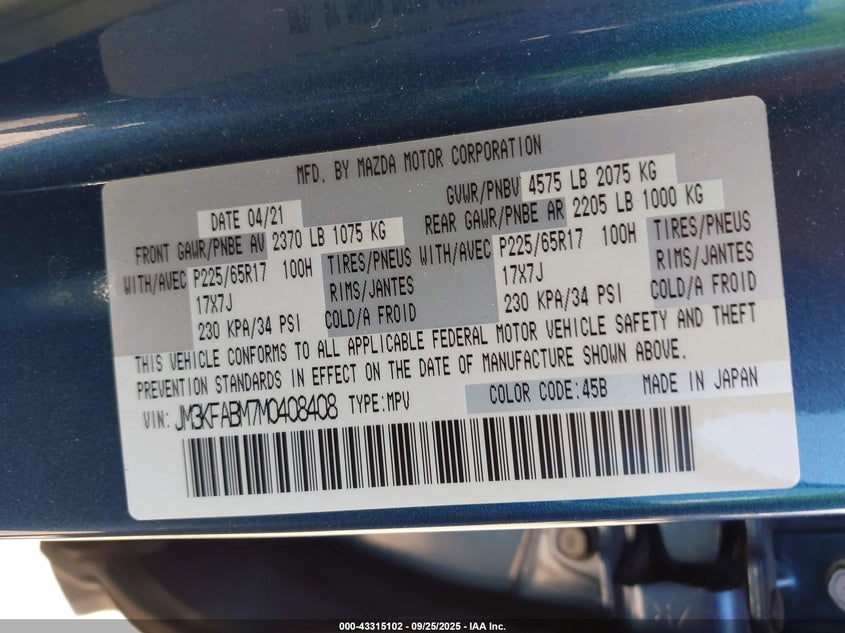 MFD. BY MAZDA MOTOR CORPORATION
DATE 04/21 GVWR/PNBV 4575 LB 2075 KG
FRONT GAWR/PNBE AV 2370 LB 1075 KG REAR GAWR/PNBE AR 2205 LB 1000 KG
WITH/AVEC P225/65R17 100H TIRES/PNEUS WITH/AVEC P225/65R17 100H TIRES/PNEUS
17X7J RIMS/JANTES 17X7J RIMS/JANTES
230 KPA/34 PSI COLD/A FROID 230 KPA/34 PSI COLD/A FROID
THIS VEHICLE CONFORMS TO ALL APPLICABLE FEDERAL MOTOR VEHICLE SAFETY AND THEFT
PREVENTION STANDARDS IN EFFECT ON THE DATE OF MANUFACTURE SHOWN ABOVE.
VIN: JM3KFABM7M0408408 TYPE:MPV COLOR CODE:45B MADE IN JAPAN
000-43315102 - 09/25/2025 - IAA Inc.